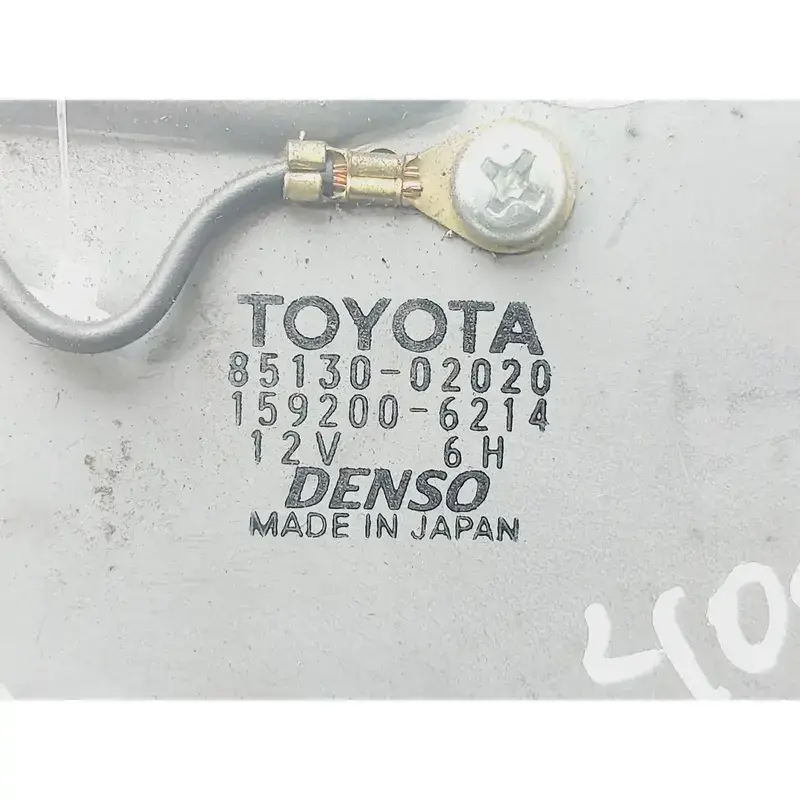 TOYOTA
85130-02020
159200-6214
12V 6H
DENSO
MADE IN JAPAN